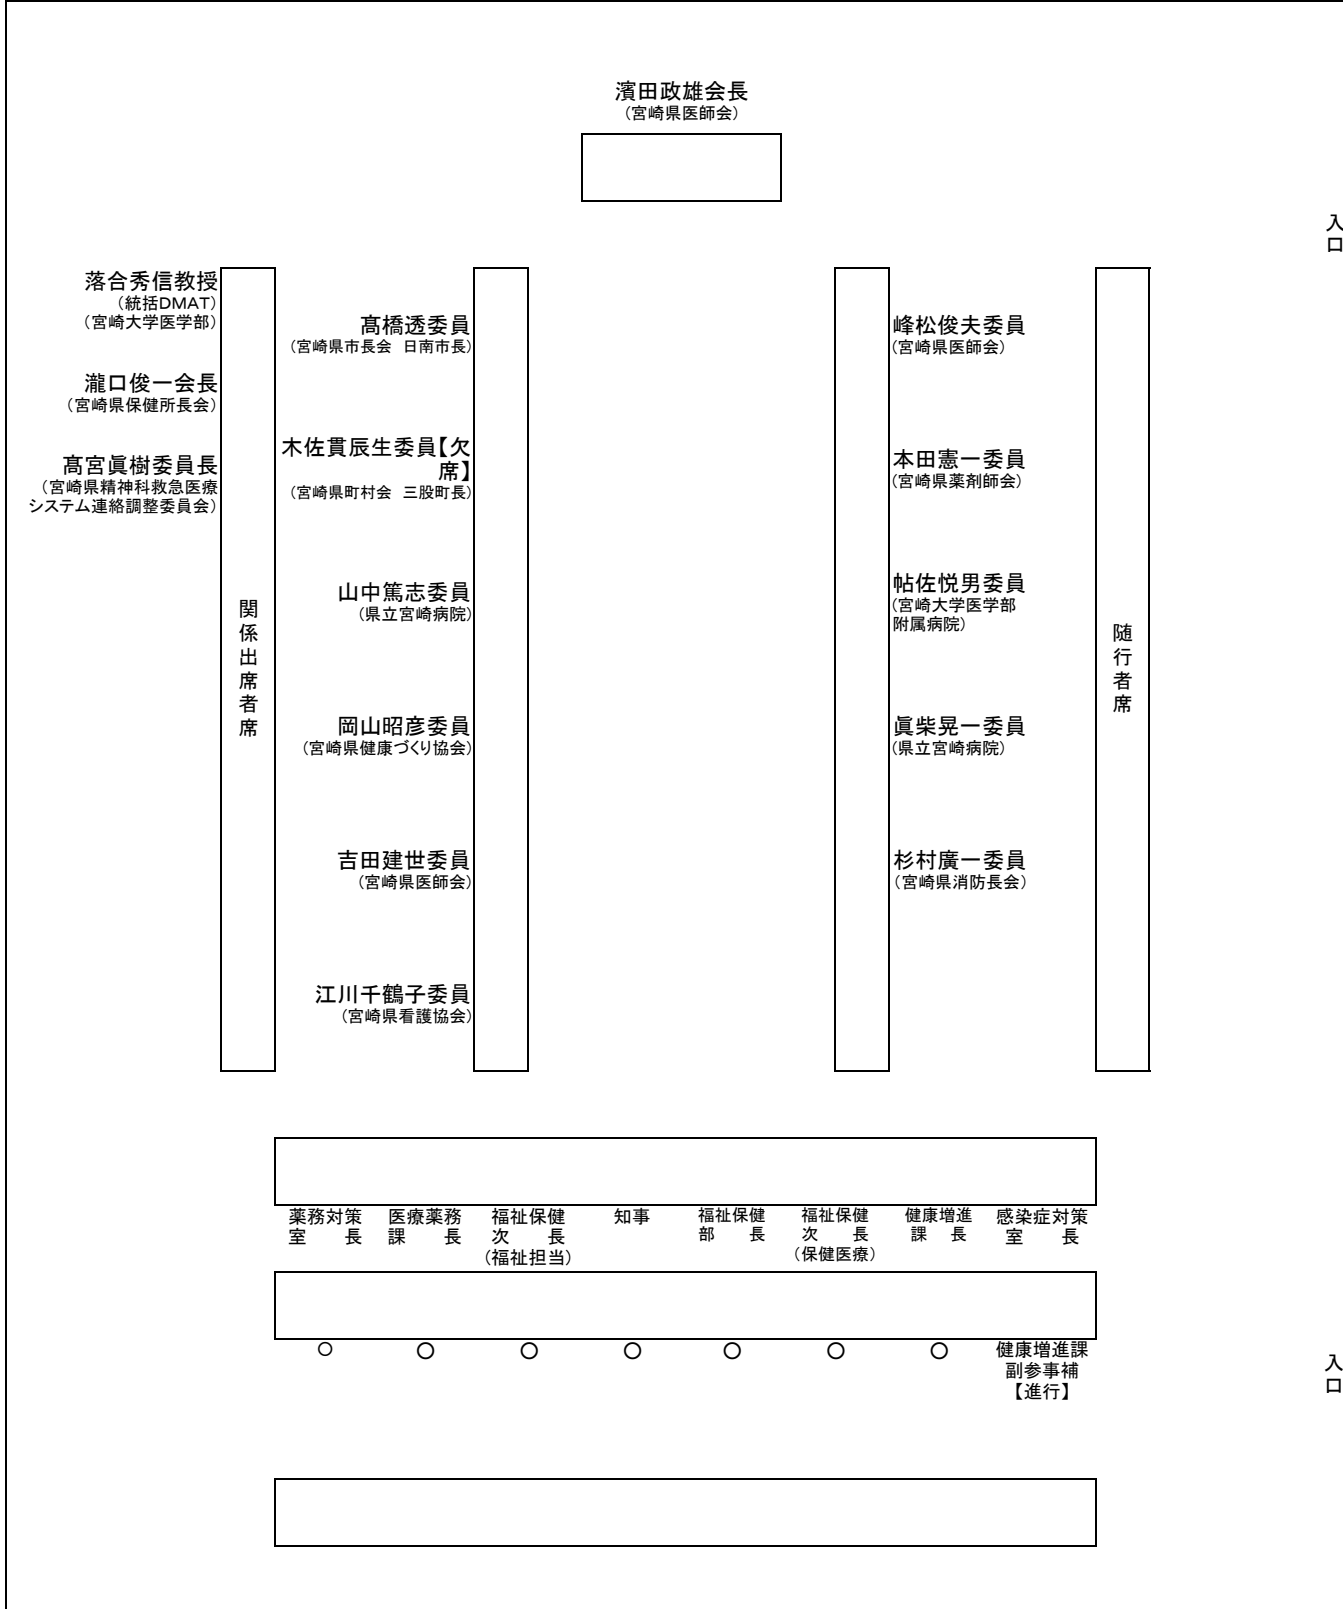 濱田政雄会長
（宮崎県医師会）
入口
落合秀信教授
（統括DMAT）
（宮崎大学医学部）
瀧口俊一会長
（宮崎県保健所長会）
髙宮眞樹委員長
（宮崎県精神科救急医療
システム連絡調整委員会）
関係出席者席
髙橋透委員
（宮崎県市長会　日南市長）
木佐貫辰生委員【欠
席】
（宮崎県町村会　三股町長）
山中篤志委員
（県立宮崎病院）
岡山昭彦委員
（宮崎県健康づくり協会）
吉田建世委員
（宮崎県医師会）
江川千鶴子委員
（宮崎県看護協会）
峰松俊夫委員
（宮崎県医師会）
本田憲一委員
（宮崎県薬剤師会）
帖佐悦男委員
（宮崎大学医学部
附属病院）
眞柴晃一委員
（県立宮崎病院）
杉村廣一委員
（宮崎県消防長会）
随行者席
薬務対策
室　　長
医療薬務
課　　長
福祉保健
次　　長
（福祉担当）
知事
福祉保健
部　　長
福祉保健
次　　長
（保健医療）
健康増進
課　長
感染症対策
室　　長
○　○　○　○　○　○　○
健康増進課
副参事補
【進行】
入口